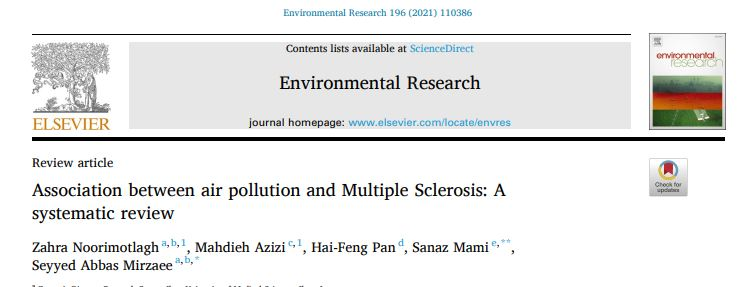 Environmental Research 196 (2021) 110386
Contents lists available at ScienceDirect
Environmental Research
journal homepage: www.elsevier.com/locate/envres
ELSEVIER
environmental
research
Review article
Check for
updates
Association between air pollution and Multiple Sclerosis: A
systematic review
Zahra Noorimotlagh a,b,1, Mahdieh Azizi c,1, Hai-Feng Pan d, Sanaz Mami e,**,
Seyyed Abbas Mirzaee a,b,*